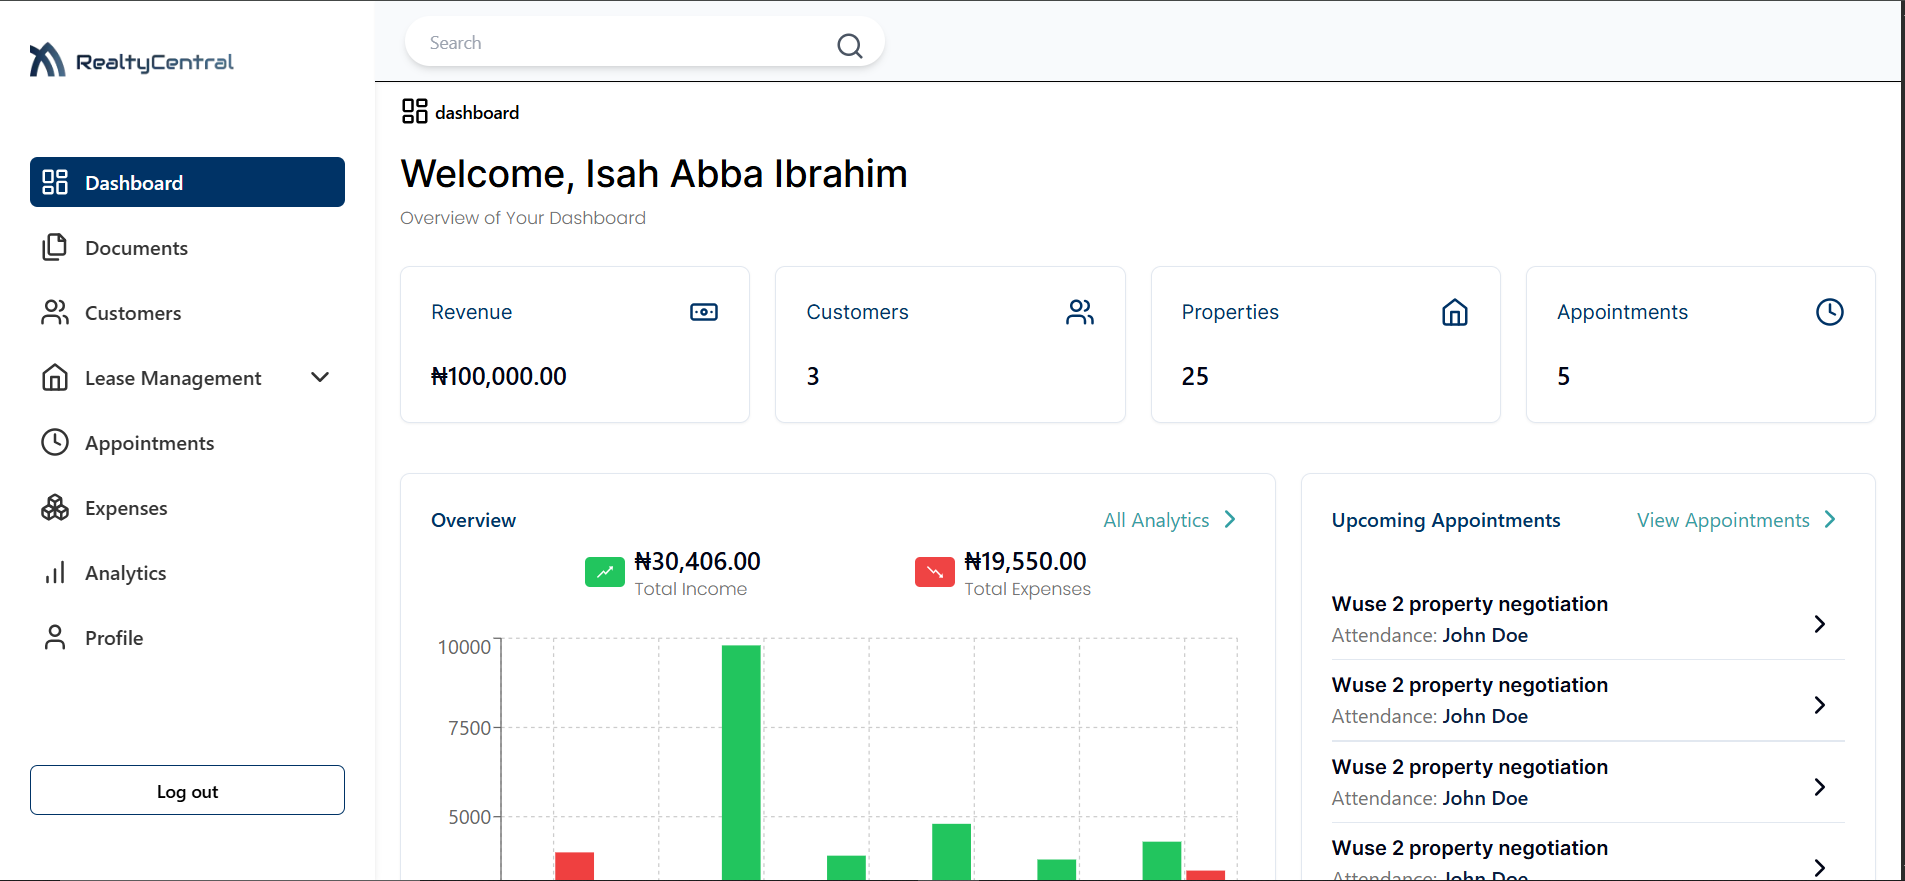 RealtyCentral
Search
dashboard
Welcome, Isah Abba Ibrahim
Overview of Your Dashboard
Dashboard
Documents
Customers
Lease Management
Appointments
Expenses
Analytics
Profile
Log out
Revenue
₦100,000.00
Customers
3
Properties
25
Appointments
5
Overview
All Analytics
₦30,406.00
Total Income
₦19,550.00
Total Expenses
10000
7500
5000
Upcoming Appointments
View Appointments
Wuse 2 property negotiation
Attendance: John Doe
Wuse 2 property negotiation
Attendance: John Doe
Wuse 2 property negotiation
Attendance: John Doe
Wuse 2 property negotiation
Attendance: John Doe